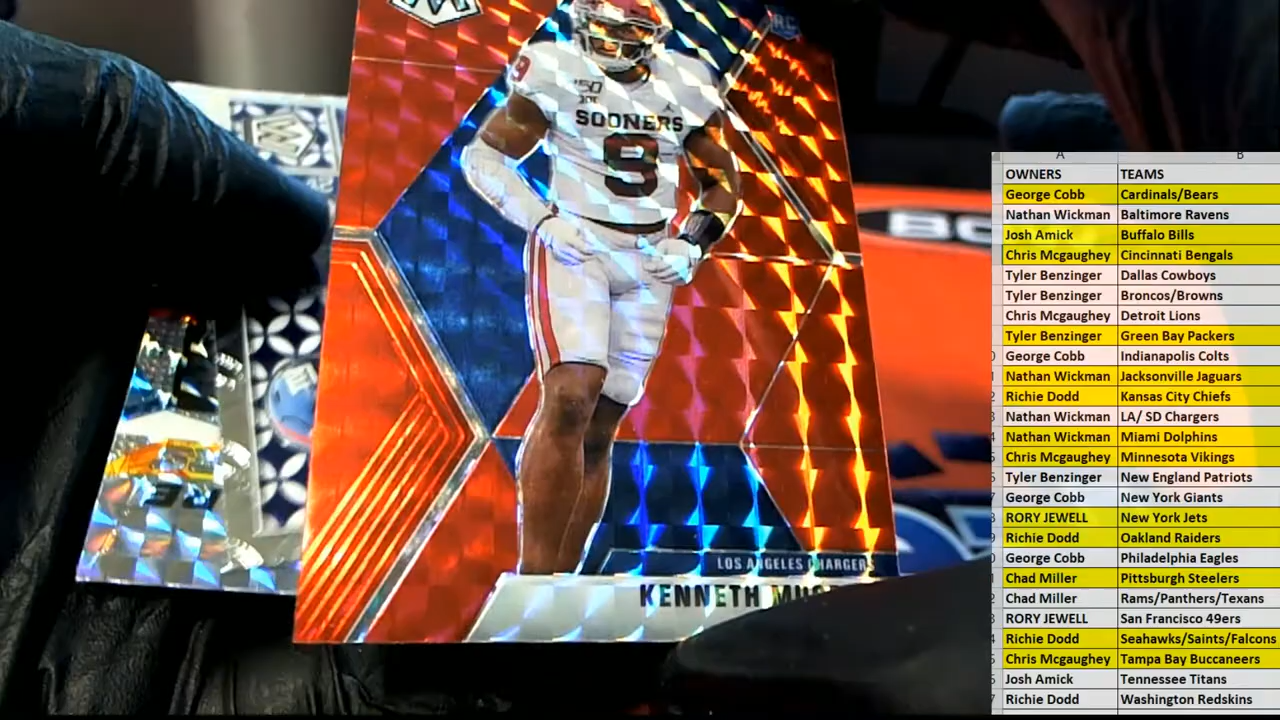 RC
9
150
SOONERS
9
LOS ANGELES CHARGERS
KENNETH
BC
A B
OWNERS TEAMS
George Cobb Cardinals/Bears
Nathan Wickman Baltimore Ravens
Josh Amick Buffalo Bills
Chris Mcgaughey Cincinnati Bengals
Tyler Benzinger Dallas Cowboys
Tyler Benzinger Broncos/Browns
Chris Mcgaughey Detroit Lions
Tyler Benzinger Green Bay Packers
George Cobb Indianapolis Colts
Nathan Wickman Jacksonville Jaguars
Richie Dodd Kansas City Chiefs
Nathan Wickman LA/ SD Chargers
Nathan Wickman Miami Dolphins
Chris Mcgaughey Minnesota Vikings
Tyler Benzinger New England Patriots
George Cobb New York Giants
RORY JEWELL New York Jets
Richie Dodd Oakland Raiders
George Cobb Philadelphia Eagles
Chad Miller Pittsburgh Steelers
Chad Miller Rams/Panthers/Texans
RORY JEWELL San Francisco 49ers
Richie Dodd Seahawks/Saints/Falcons
Chris Mcgaughey Tampa Bay Buccaneers
Josh Amick Tennessee Titans
Richie Dodd Washington Redskins